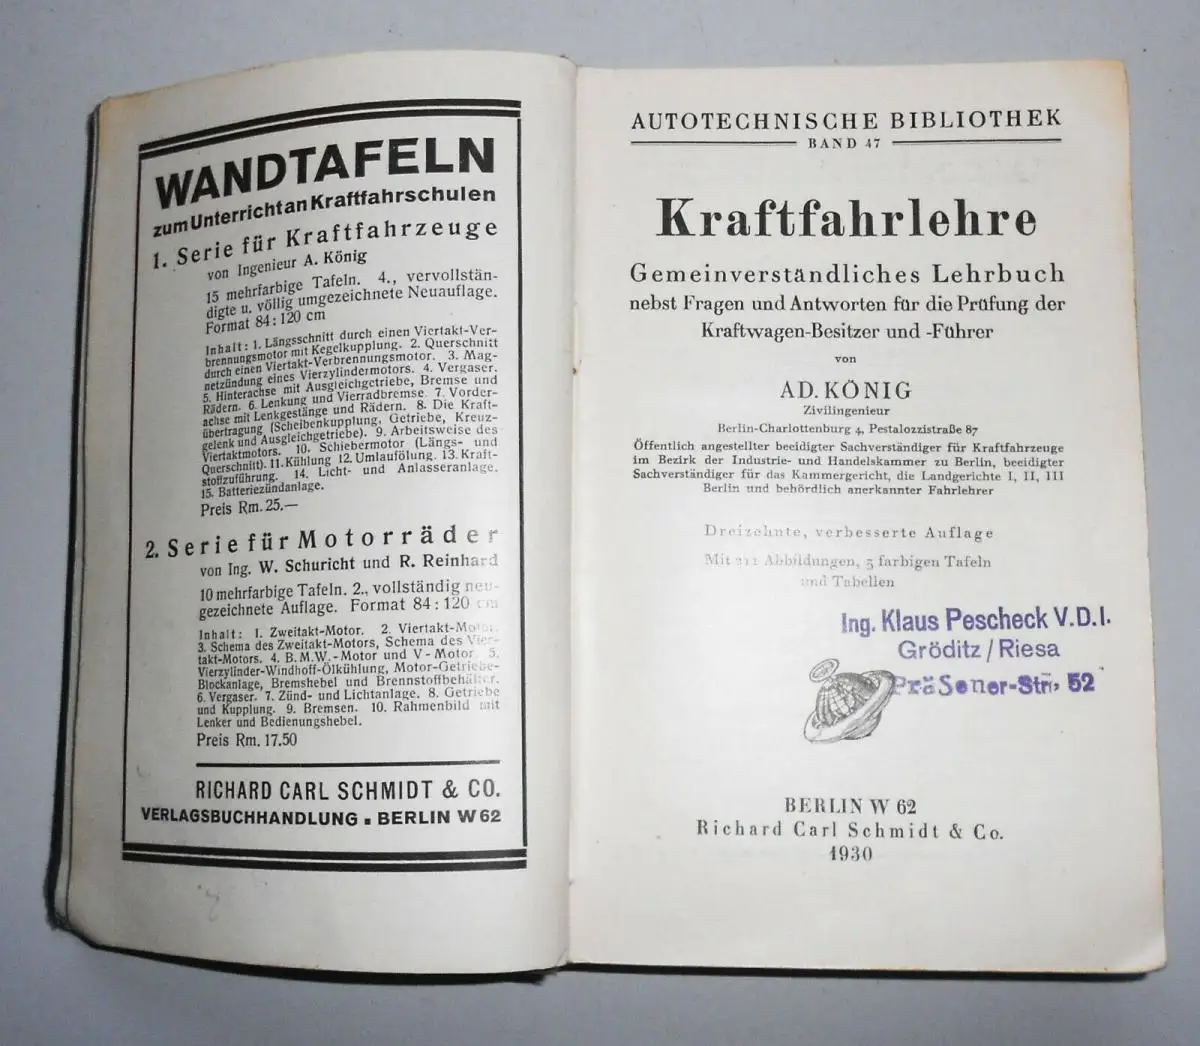 WANDTAFELN
zum Unterricht an Kraftfahrschulen
1. Serie für Kraftfahrzeuge
von Ingenieur A. König
15 mehrfarbige Tafeln. 4., vervollstän-
digte u. völlig umgezeichnete Neuauflage.
Format 84:120 cm
Inhalt: 1. Längsschnitt durch einen Viertakt-Ver-
brennungsmotor mit Kegelkupplung. 2. Querschnitt
durch einen Viertakt-Verbrennungsmotor. 3. Mag-
netzündung eines Vierzylindermotors. 4. Vergaser.
5. Hinterachse mit Ausgleichgetriebe, Bremse und
Rädern. 6. Lenkung und Vierradbremse. 7. Vorder-
achse mit Lenkgestänge und Rädern. 8. Die Kraft-
übertragung (Scheibenkupplung, Getriebe, Kreuz-
gelenk und Ausgleichgetriebe). 9. Arbeitsweise des
Viertaktmotors. 10. Schiebermotor (Längs- und
Querschnitt). 11. Kühlung 12. Umlaufölung. 13. Kraft-
stoffzuführung. 14. Licht- und Anlasseranlage.
15. Batteriezündanlage.
Preis Rm. 25.—
2. Serie für Motorräder
von Ing. W. Schuricht und R. Reinhard
10 mehrfarbige Tafeln. 2., vollständig neu-
gezeichnete Auflage. Format 84:120 cm
Inhalt: 1. Zweitakt-Motor. 2. Viertakt-Motor.
3. Schema des Zweitakt-Motors, Schema des Vier-
takt-Motors. 4. B.M.W.-Motor und V-Motor. 5.
Vierzylinder-Windhoff-Ölkühlung, Motor-Getriebe-
Blockanlage, Bremshebel und Brennstoffbehälter.
6. Vergaser. 7. Zünd- und Lichtanlage. 8. Getriebe
und Kupplung. 9. Bremsen. 10. Rahmenbild mit
Lenker und Bedienungshebel.
Preis Rm. 17.50
RICHARD CARL SCHMIDT & CO.
VERLAGSBUCHHANDLUNG ▪ BERLIN W 62
AUTOTECHNISCHE BIBLIOTHEK
BAND 47
Kraftfahrlehre
Gemeinverständliches Lehrbuch
nebst Fragen und Antworten für die Prüfung der
Kraftwagen-Besitzer und -Führer
von
AD. KÖNIG
Zivilingenieur
Berlin-Charlottenburg 4, Pestalozzistraße 87
Öffentlich angestellter beeidigter Sachverständiger für Kraftfahrzeuge
im Bezirk der Industrie- und Handelskammer zu Berlin, beeidigter
Sachverständiger für das Kammergericht, die Landgerichte I, II, III
Berlin und behördlich anerkannter Fahrlehrer
Dreizehnte, verbesserte Auflage
Mit 211 Abbildungen, 5 farbigen Tafeln
und Tabellen
Ing. Klaus Pescheck V.D.I.
Gröditz / Riesa
PräSener-Str. 52
BERLIN W 62
Richard Carl Schmidt & Co.
1930